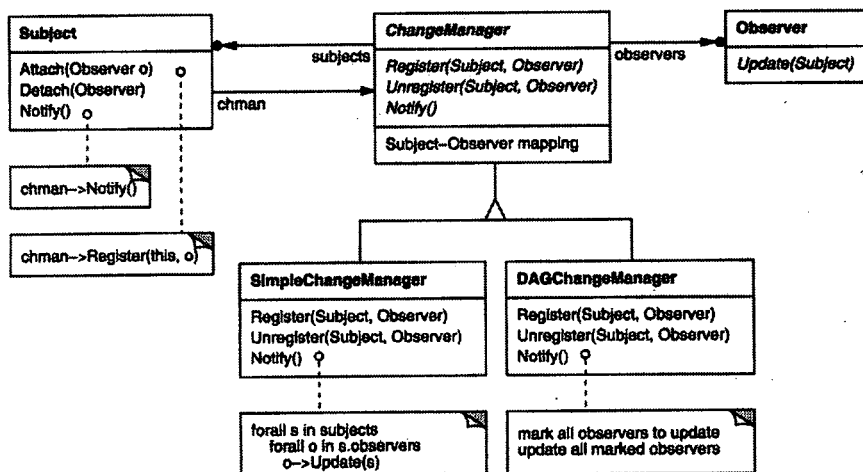 Subject
Attach(Observer o)
Detach(Observer)
Notify()
chman->Notify()
chman->Register(this, o)
subjects
chman
ChangeManager
Register(Subject, Observer)
Unregister(Subject, Observer)
Notify()
Subject-Observer mapping
observers
Observer
Update(Subject)
SimpleChangeManager
Register(Subject, Observer)
Unregister(Subject, Observer)
Notify()
forall s in subjects
forall o in s.observers
o->Update(s)
DAGChangeManager
Register(Subject, Observer)
Unregister(Subject, Observer)
Notify()
mark all observers to update
update all marked observers